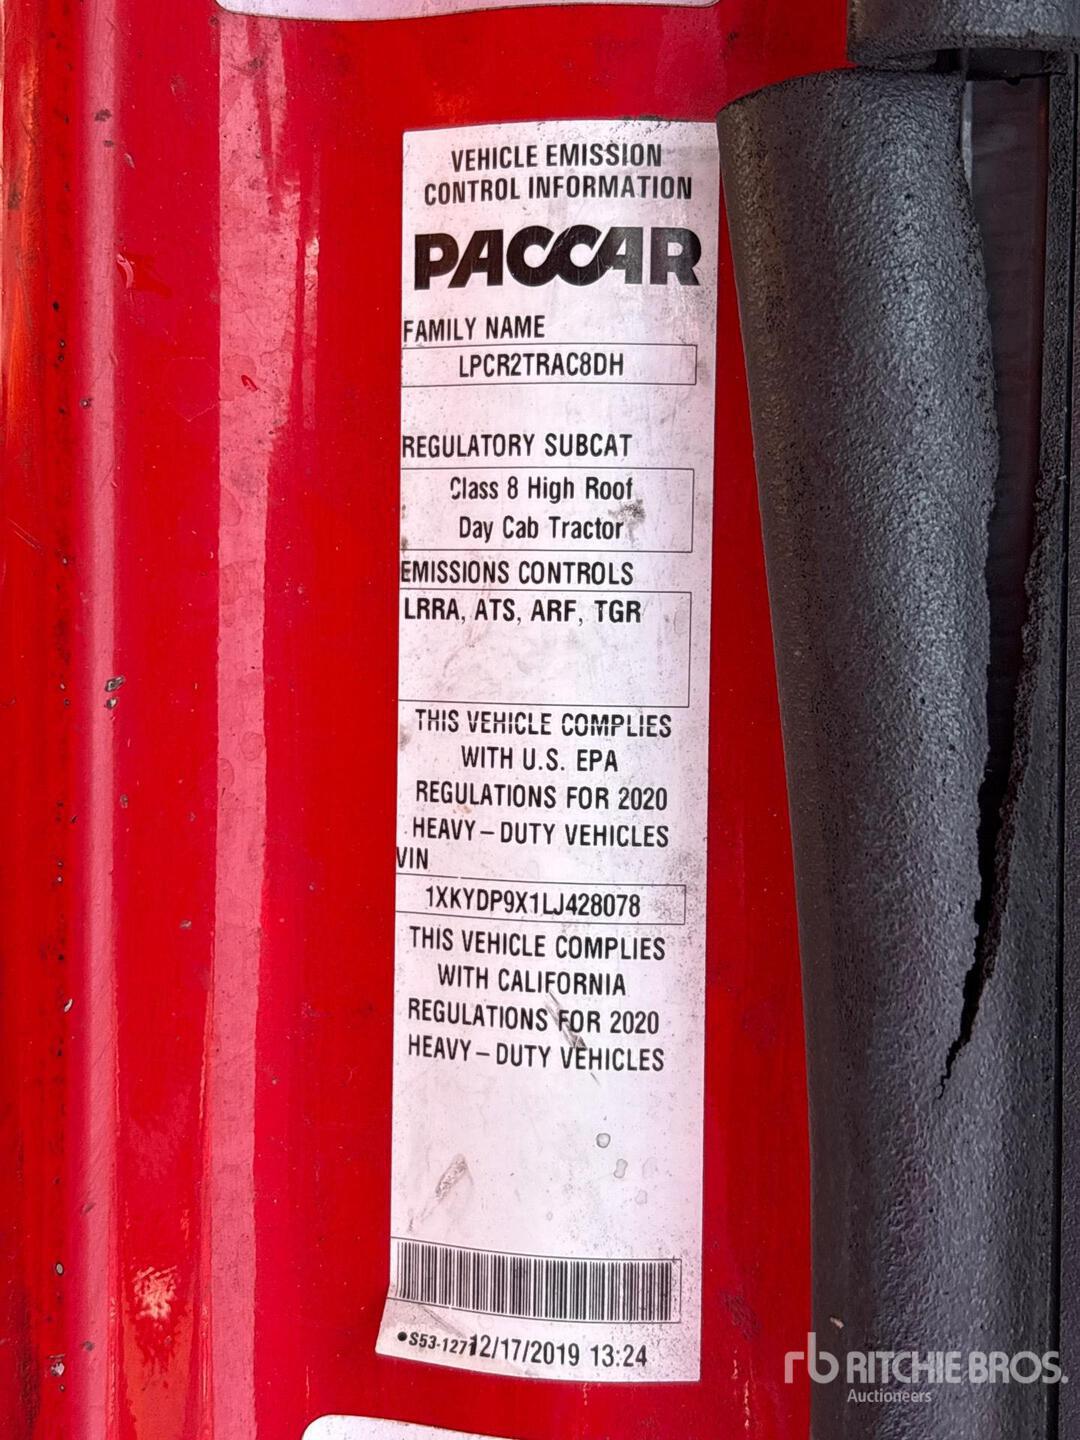 VEHICLE EMISSION
CONTROL INFORMATION
PACCAR
FAMILY NAME
LPCR2TRAC8DH
REGULATORY SUBCAT
Class 8 High Roof
Day Cab Tractor
EMISSIONS CONTROLS
LRRA, ATS, ARF, TGR
THIS VEHICLE COMPLIES
WITH U.S. EPA
REGULATIONS FOR 2020
HEAVY-DUTY VEHICLES
VIN
1XKYDP9X1LJ428078
THIS VEHICLE COMPLIES
WITH CALIFORNIA
REGULATIONS FOR 2020
HEAVY-DUTY VEHICLES
12/17/2019 13:24
rb RITCHIE BROS.
Auctioneers